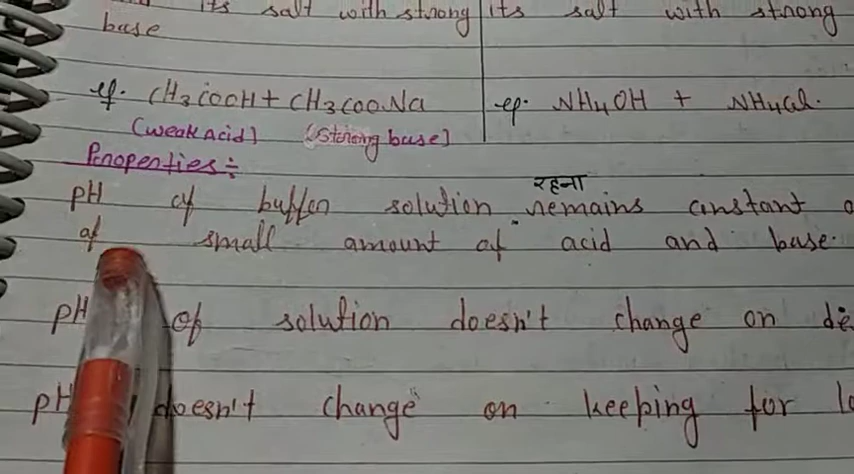 its salt with strong its salt with strong
base
eg. CH3COOH + CH3COONa eg. NH4OH + NH4Cl.
(weak Acid) (Strong base)
Properties:
रहना
pH of buffer solution remains constant
of small amount of acid and base.
pH of solution doesn't change on
pH doesn't change on keeping for